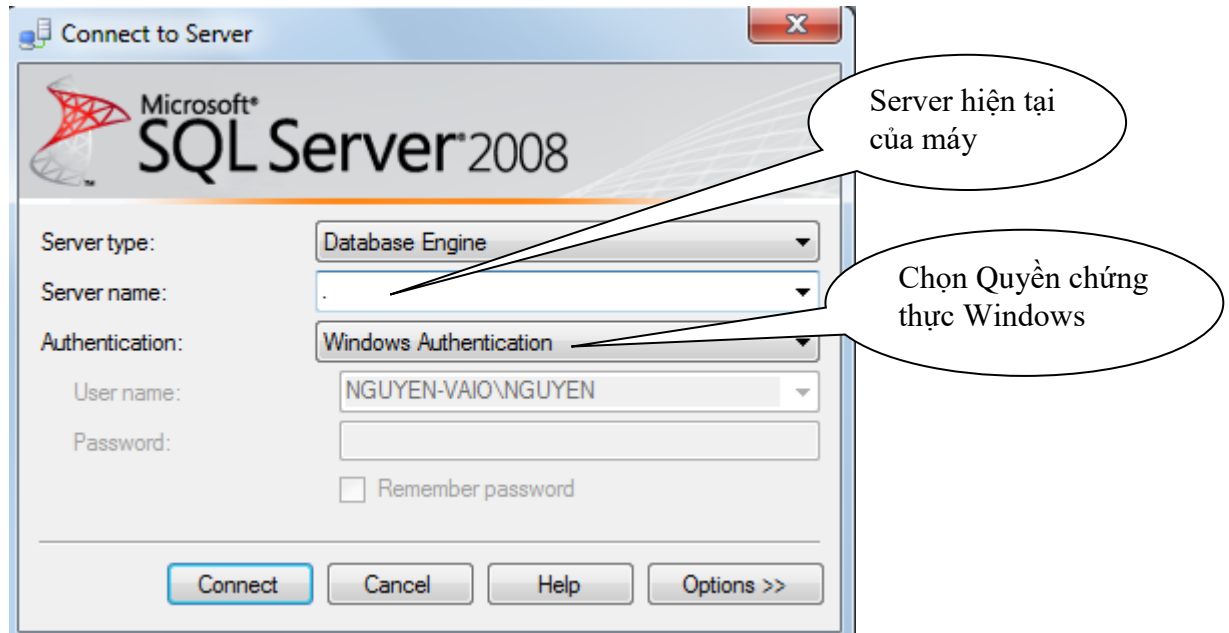 Connect to Server
Microsoft®
SQL Server® 2008
Server hiện tại
của máy
Server type:
Database Engine
Server name:
.
Chọn Quyền chứng
thực Windows
Authentication:
Windows Authentication
User name:
NGUYEN-VAIO\NGUYEN
Password:
Remember password
Connect
Cancel
Help
Options >>